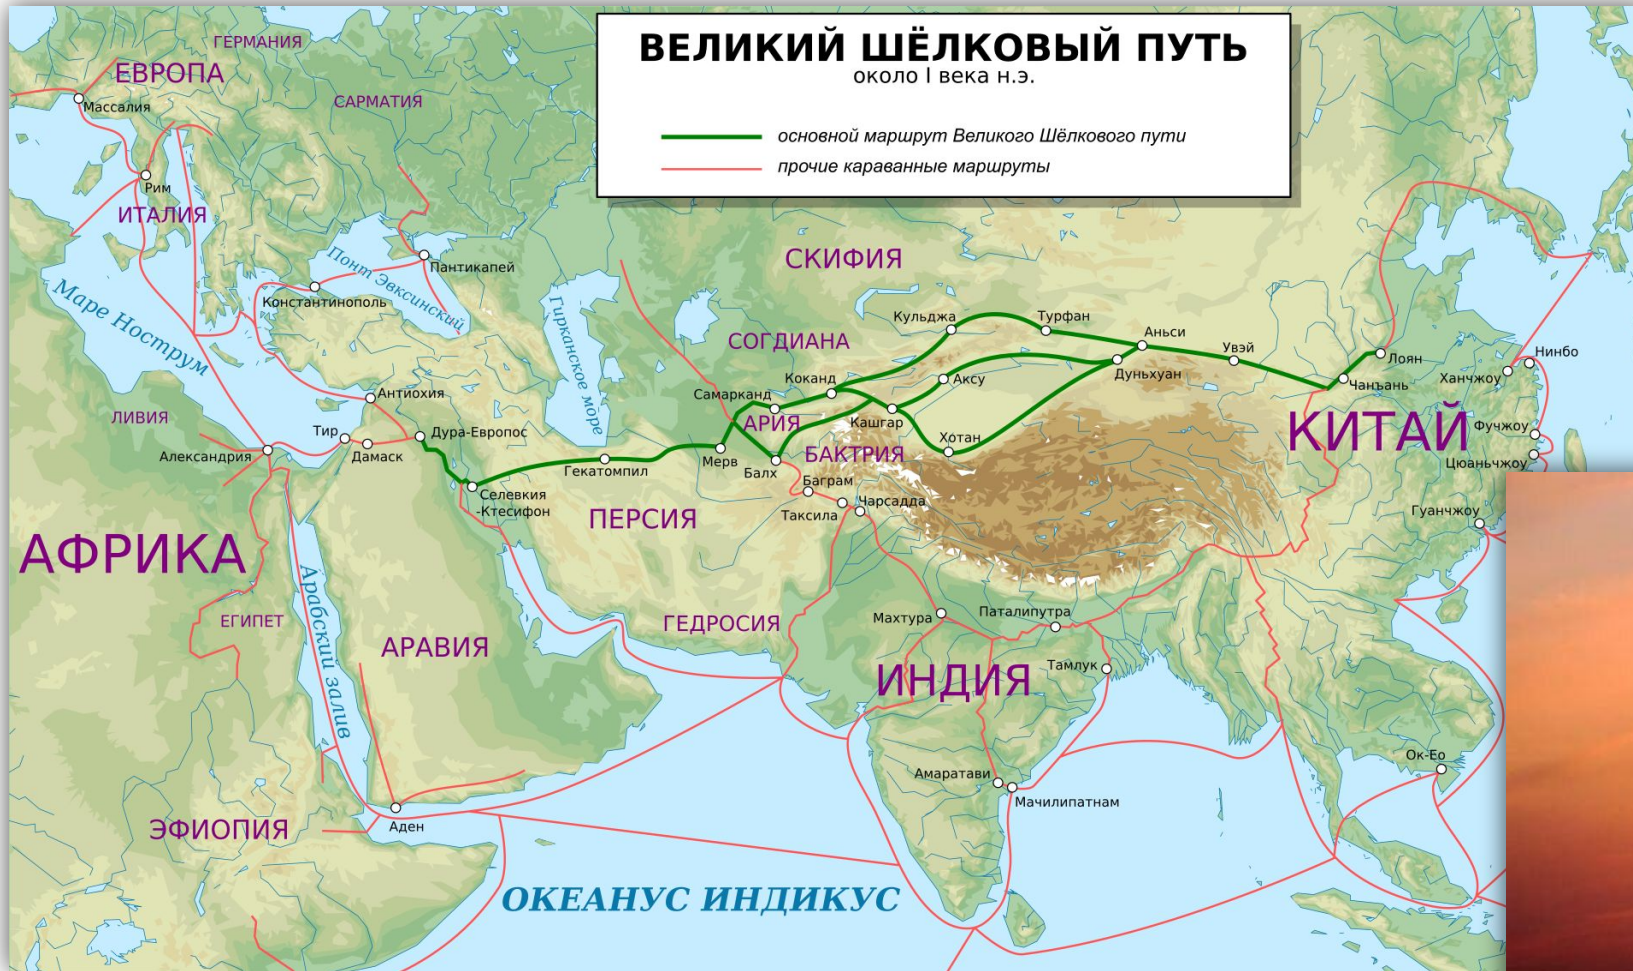 ВЕЛИКИЙ ШЁЛКОВЫЙ ПУТЬ
около I века н.э.
основной маршрут Великого Шёлкового пути
прочие караванные маршруты
ГЕРМАНИЯ
ЕВРОПА
САРМАТИЯ
Массалия
Рим
ИТАЛИЯ
СКИФИЯ
Пантикапей
Понт Эвксинский
Константинополь
Маре Нострум
Гирканское море
Кульджа
Турфан
СОГДИАНА
Аньси
Увэй
Лоян
Нинбо
Ханчжоу
Коканд
Аксу
Дуньхуан
Чанъань
Антиохия
Самарканд
ЛИВИЯ
АРИЯ
Кашгар
КИТАЙ
Фучжоу
Тир
Дура-Европос
Хотан
Александрия
Дамаск
Мерв
БАКТРИЯ
Цюаньчжоу
Гекатомпил
Балх
Баграм
Селевкия
-Ктесифон
Чарсадда
Таксила
ПЕРСИЯ
Гуанчжоу
АФРИКА
Арабский залив
ЕГИПЕТ
ГЕДРОСИЯ
Махтура
Паталипутра
АРАВИЯ
Тамлук
ИНДИЯ
Ок-Ео
Амаратави
Мачилипатнам
ЭФИОПИЯ
Аден
ОКЕАНУС ИНДИКУС